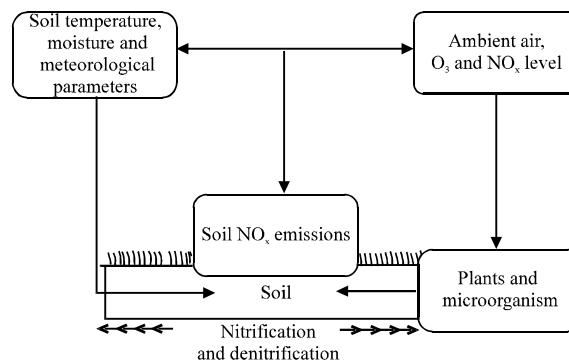 Soil temperature,
moisture and
meteorological
parameters
Ambient air,
O₃ and NOₓ level
Soil NOₓ emissions
Soil
Plants and
microorganism
Nitrification
and denitrification